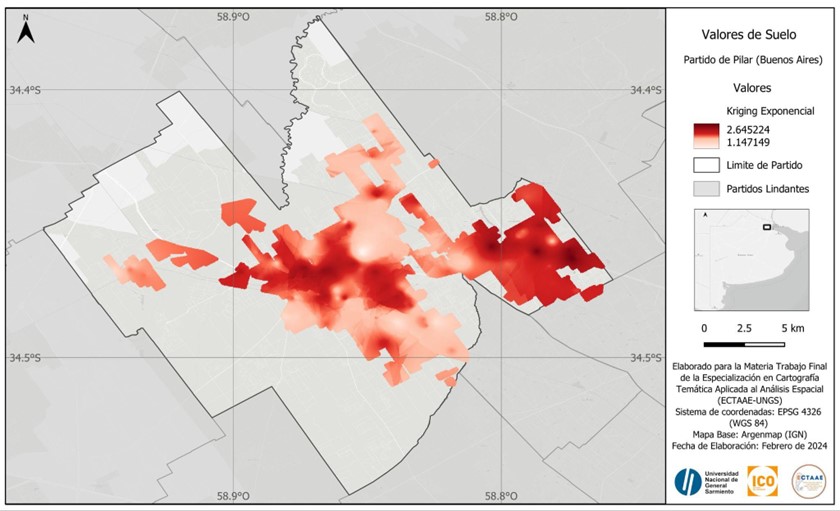 N
58.9°O
58.8°O
34.4°S
34.4°S
34.5°S
34.5°S
58.9°O
58.8°O
Valores de Suelo
Partido de Pilar (Buenos Aires)
Valores
Kriging Exponencial
2.645224
1.147149
Limite de Partido
Partidos Lindantes
0 2.5 5 km
Elaborado para la Materia Trabajo Final
de la Especialización en Cartografía
Temática Aplicada al Análisis Espacial
(ECTAAE-UNGS)
Sistema de coordenadas: EPSG 4326
(WGS 84)
Mapa Base: Argenmap (IGN)
Fecha de Elaboración: Febrero de 2024
Universidad
Nacional de
General
Sarmiento
ICO
ECTAAE